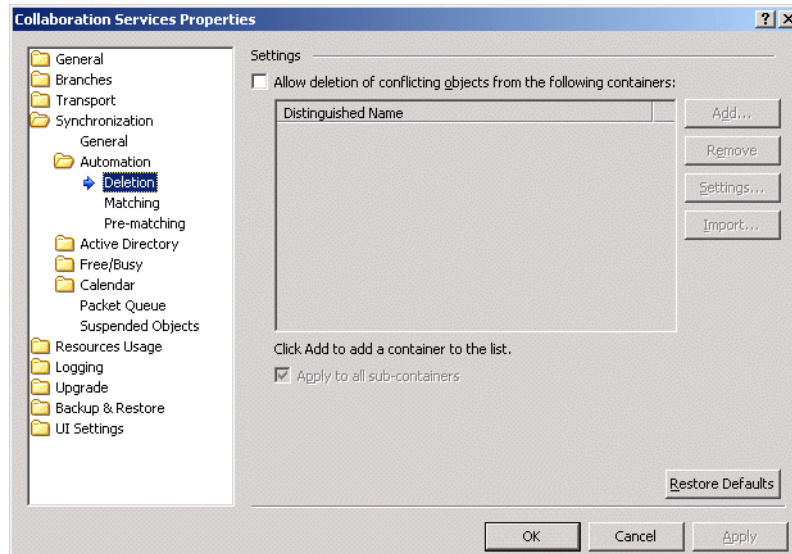 Collaboration Services Properties
General
Branches
Transport
Synchronization
General
Automation
Deletion
Matching
Pre-matching
Active Directory
Free/Busy
Calendar
Packet Queue
Suspended Objects
Resources Usage
Logging
Upgrade
Backup & Restore
UI Settings
Settings
Allow deletion of conflicting objects from the following containers:
Distinguished Name
Add...
Remove
Settings...
Import...
Click Add to add a container to the list.
Apply to all sub-containers
Restore Defaults
OK Cancel Apply